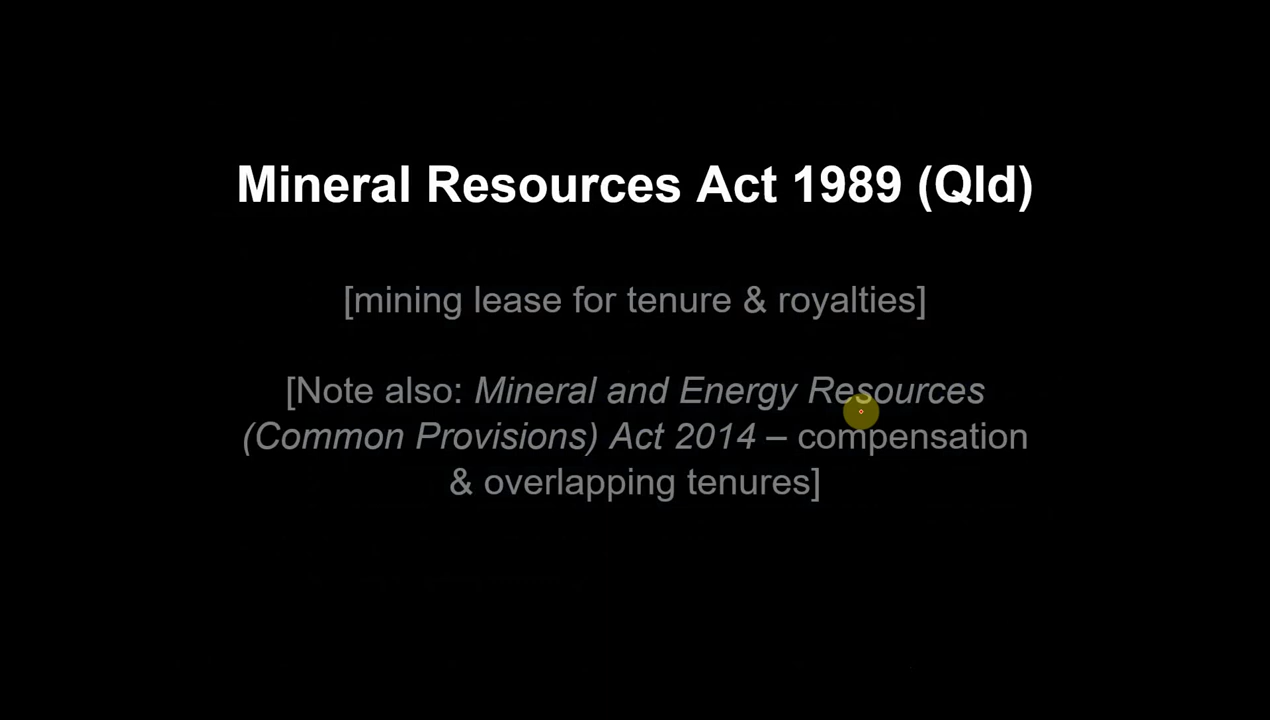 Mineral Resources Act 1989 (Qld)
[mining lease for tenure & royalties]
[Note also: Mineral and Energy Resources
(Common Provisions) Act 2014 – compensation
& overlapping tenures]